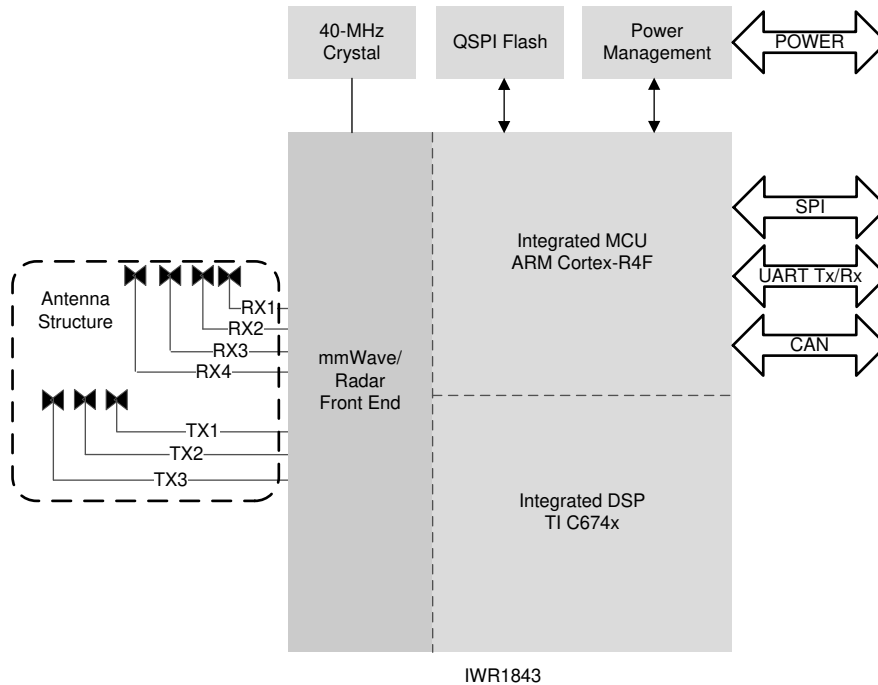 40-MHz
Crystal
QSPI Flash
Power
Management
POWER
SPI
Integrated MCU
ARM Cortex-R4F
UART Tx/Rx
Antenna
Structure
RX1
RX2
RX3
RX4
CAN
mmWave/
Radar
Front End
TX1
TX2
TX3
Integrated DSP
TI C674x
IWR1843